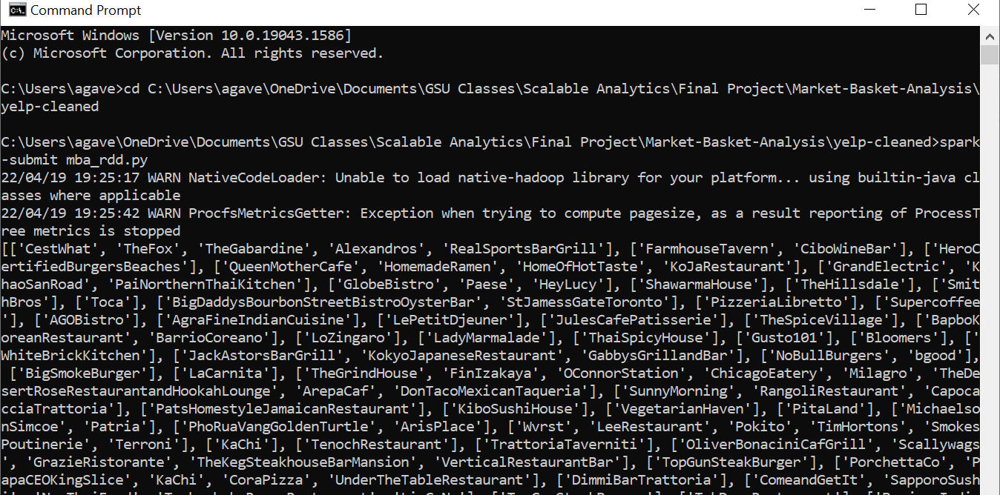 Command Prompt
Microsoft Windows [Version 10.0.19043.1586]
(c) Microsoft Corporation. All rights reserved.
C:\Users\agave>cd C:\Users\agave\OneDrive\Documents\GSU Classes\Scalable Analytics\Final Project\Market-Basket-Analysis\
yelp-cleaned
C:\Users\agave\OneDrive\Documents\GSU Classes\Scalable Analytics\Final Project\Market-Basket-Analysis\yelp-cleaned>spark
-submit mba_rdd.py
22/04/19 19:25:17 WARN NativeCodeLoader: Unable to load native-hadoop library for your platform... using builtin-java cl
asses where applicable
22/04/19 19:25:42 WARN ProcfsMetricsGetter: Exception when trying to compute pagesize, as a result reporting of ProcessT
ree metrics is stopped
[['CestWhat', 'TheFox', 'TheGabardine', 'Alexandros', 'RealSportsBarGrill'], ['FarmhouseTavern', 'CiboWineBar'], ['HeroC
ertifiedBurgersBeaches'], ['QueenMotherCafe', 'HomemadeRamen', 'HomeOfHotTaste', 'KoJaRestaurant'], ['GrandElectric', 'K
haoSanRoad', 'PaiNorthernThaiKitchen'], ['GlobeBistro', 'Paese', 'HeyLucy'], ['ShawarmaHouse'], ['TheHillsdale'], ['Smit
hBros'], ['Toca'], ['BigDaddysBourbonStreetBistroOysterBar', 'StJamessGateToronto'], ['PizzeriaLibretto'], ['Supercoffee
'], ['AGOBistro'], ['AgraFineIndianCuisine'], ['LePetitDjeuner'], ['JulesCafePatisserie'], ['TheSpiceVillage'], ['BapboK
oreanRestaurant', 'BarrioCoreano'], ['LoZingaro'], ['LadyMarmalade'], ['ThaiSpicyHouse'], ['Gusto101'], ['Bloomers'], ['
WhiteBrickKitchen'], ['JackAstorsBarGrill', 'KokyoJapaneseRestaurant', 'GabbysGrillandBar'], ['NoBullBurgers', 'bgood'],
['BigSmokeBurger'], ['LaCarnita'], ['TheGrindHouse', 'FinIzakaya', 'OConnorStation', 'ChicagoEatery', 'Milagro', 'TheDe
sertRoseRestaurantandHookahLounge', 'ArepaCaf', 'DonTacoMexicanTaqueria'], ['SunnyMorning', 'RangoliRestaurant', 'Capoca
cciaTrattoria'], ['PatsHomestyleJamaicanRestaurant'], ['KiboSushiHouse'], ['VegetarianHaven'], ['PitaLand'], ['Michaelso
nSimcoe', 'Patria'], ['PhoRuaVangGoldenTurtle', 'ArisPlace'], ['Wvrst', 'LeeRestaurant', 'Pokito', 'TimHortons', 'Smokes
Poutinerie', 'Terroni'], ['KaChi'], ['TenochRestaurant'], ['TrattoriaTaverniti'], ['OliverBonaciniCafGrill', 'Scallywags
', 'GrazieRistorante', 'TheKegSteakhouseBarMansion', 'VerticalRestaurantBar'], ['TopGunSteakBurger'], ['PorchettaCo', 'P
apaCEOKingSlice', 'KaChi', 'CoraPizza', 'UnderTheTableRestaurant'], ['DimmiBarTrattoria'], ['ComeandGetIt', 'SapporoSush